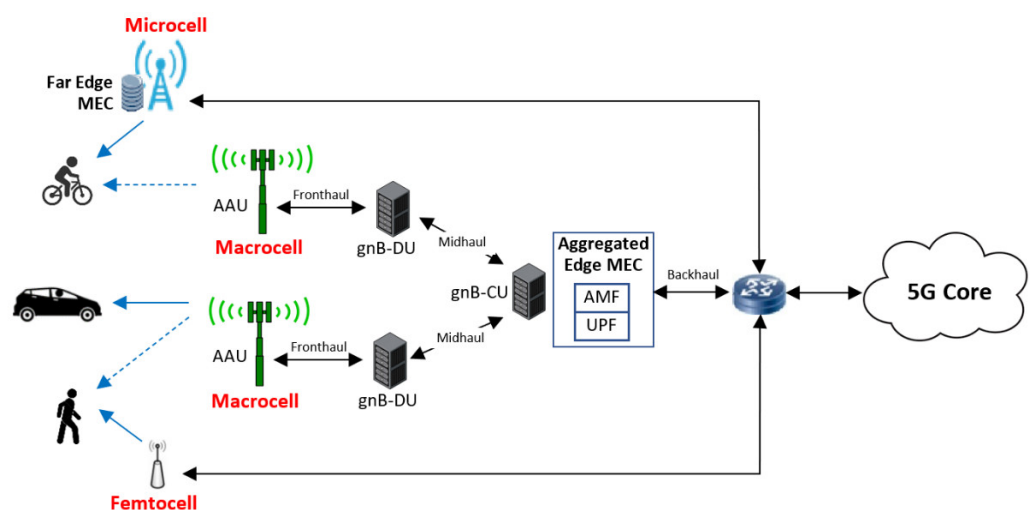 Microcell
Far Edge
MEC
AAU
Macrocell
Fronthaul
gnB-DU
Midhaul
gnB-CU
Aggregated
Edge MEC
AMF
UPF
Backhaul
5G Core
AAU
Macrocell
Fronthaul
gnB-DU
Midhaul
Femtocell